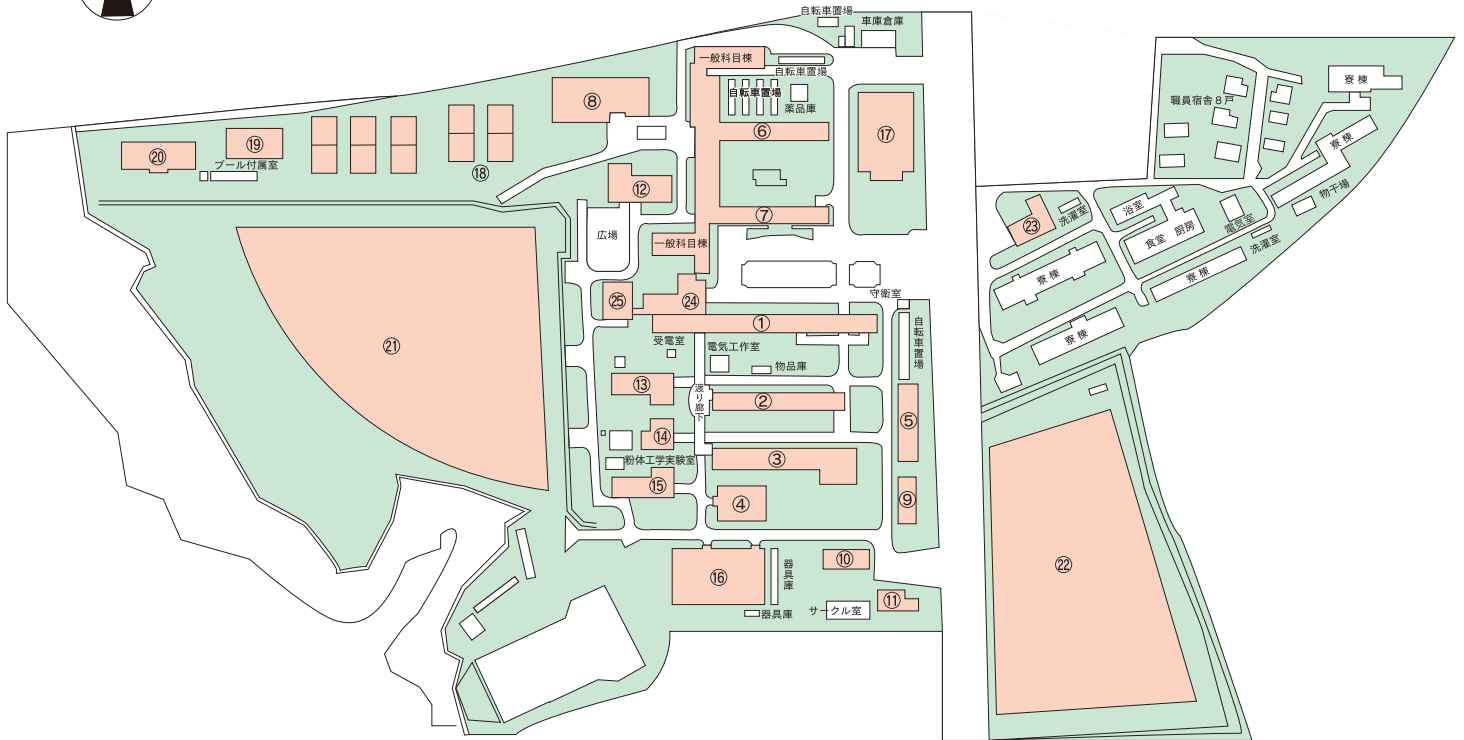 自転車置場
車庫倉庫
一般科目棟
自転車置場
自転車置場
薬品庫
⑧
⑥
⑰
職員宿舎８戸
寮棟
寮棟
物干場
⑲
⑳
プール付属室
⑱
⑫
⑦
広場
一般科目棟
㉓
洗濯室
浴室
食堂
厨房
電気室
洗濯室
寮棟
寮棟
寮棟
㉕
㉔
守衛室
①
自転車置場
㉑
受電室
電気工作室
物品庫
⑬
渡り廊下
②
⑤
⑭
粉体工学実験室
③
⑮
④
⑨
⑯
器具庫
⑩
㉒
器具庫
サークル室
⑪